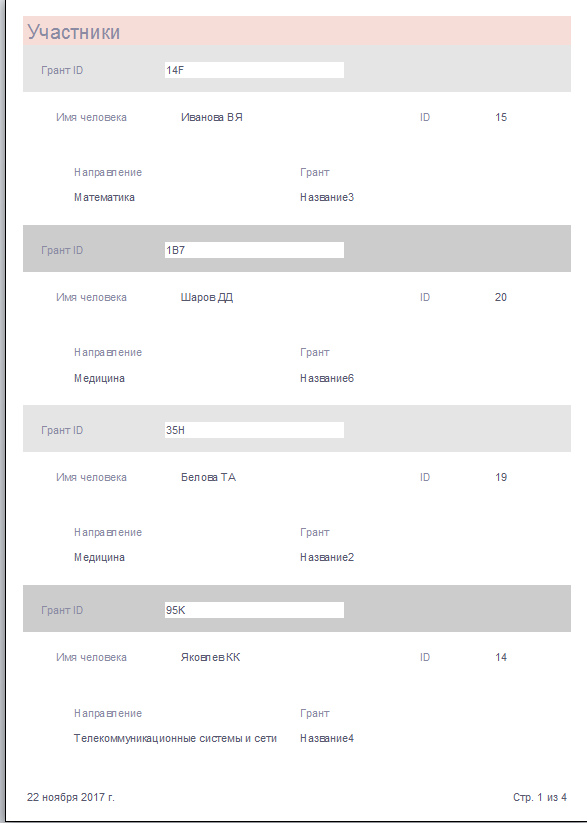 Участники
Грант ID 14F
Имя человека Иванова ВЯ ID 15
Направление Грант
Математика Название3
Грант ID 1B7
Имя человека Шаров ДД ID 20
Направление Грант
Медицина Название6
Грант ID 35H
Имя человека Белова ТА ID 19
Направление Грант
Медицина Название2
Грант ID 95K
Имя человека Яковлев КК ID 14
Направление Грант
Телекоммуникационные системы и сети Название4
22 ноября 2017 г. Стр. 1 из 4